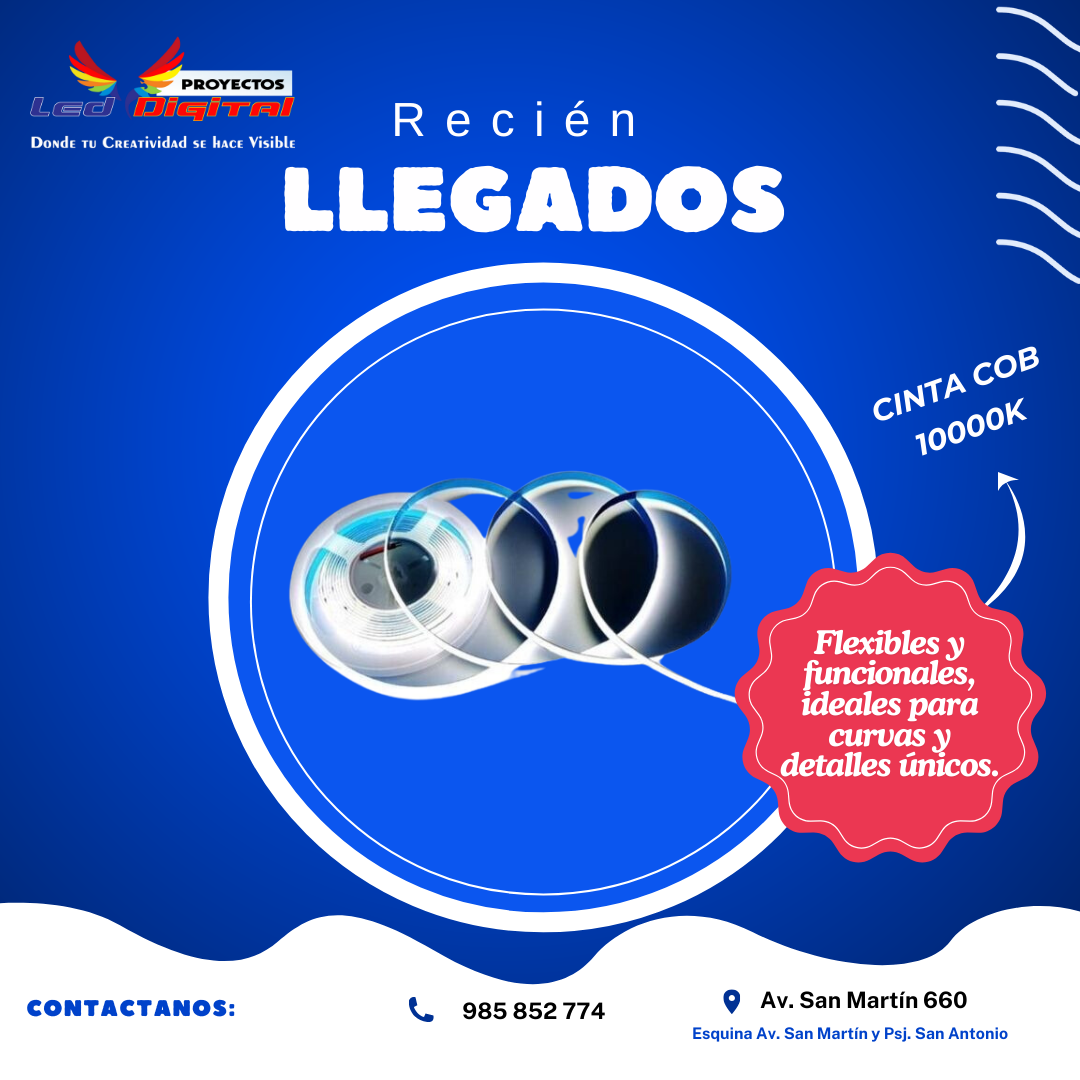 PROYECTOS
Led Digital
Donde tu Creatividad se hace Visible
Recién
LLEGADOS
CINTA COB
10000K
Flexibles y
funcionales,
ideales para
curvas y
detalles únicos.
CONTACTANOS:
985 852 774
Av. San Martín 660
Esquina Av. San Martín y Psj. San Antonio